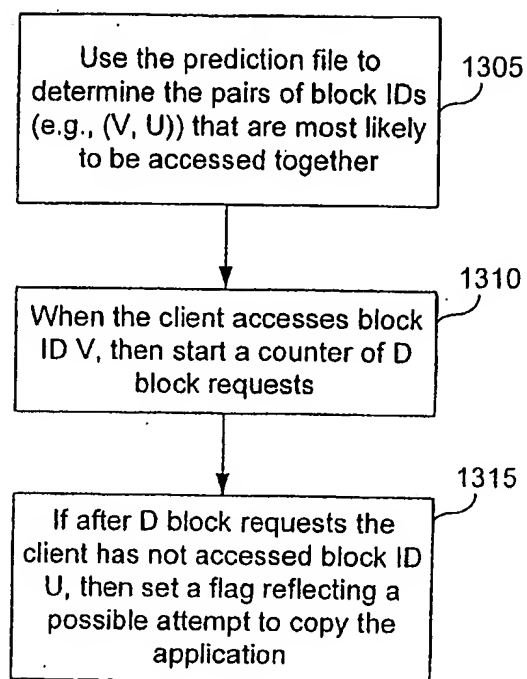 Use the prediction file to
determine the pairs of block IDs
(e.g., (V, U)) that are most likely
to be accessed together
1305
When the client accesses block
ID V, then start a counter of D
block requests
1310
If after D block requests the
client has not accessed block ID
U, then set a flag reflecting a
possible attempt to copy the
application
1315